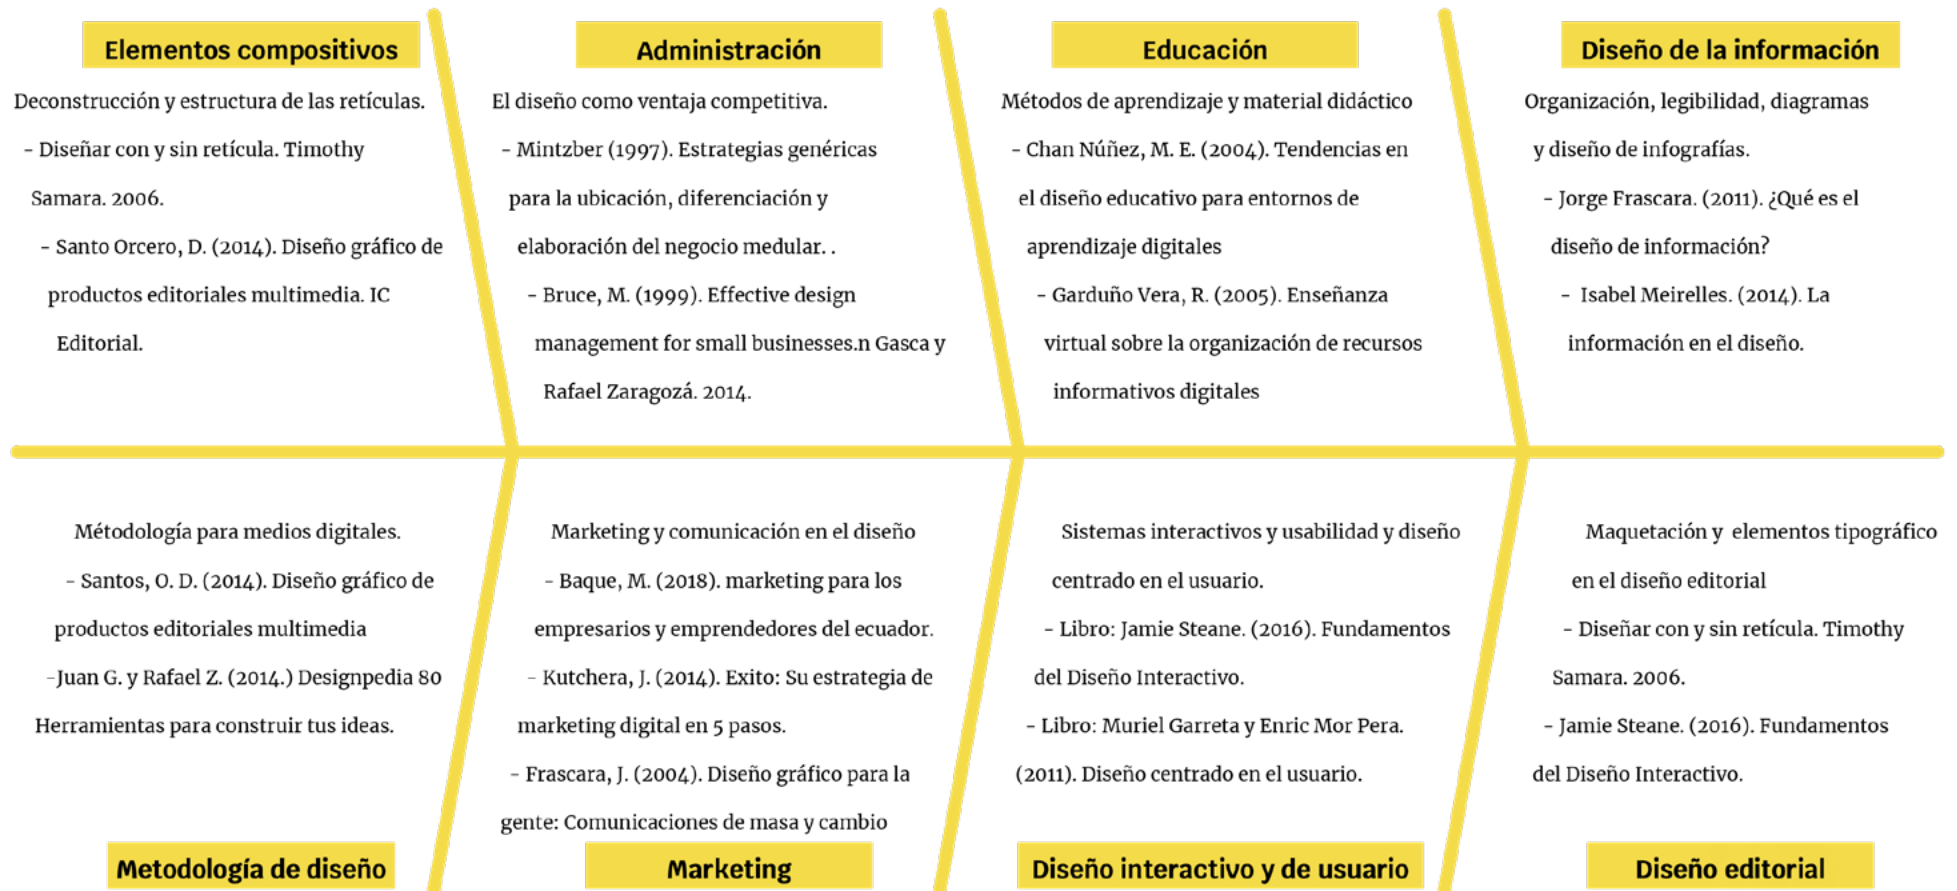 Elementos compositivos
Deconstrucción y estructura de las retículas.
- Diseñar con y sin retícula. Timothy
Samara. 2006.
- Santo Orcero, D. (2014). Diseño gráfico de
productos editoriales multimedia. IC
Editorial.
Administración
El diseño como ventaja competitiva.
- Mintzber (1997). Estrategias genéricas
para la ubicación, diferenciación y
elaboración del negocio medular. .
- Bruce, M. (1999). Effective design
management for small businesses.n Gasca y
Rafael Zaragozá. 2014.
Educación
Métodos de aprendizaje y material didáctico
- Chan Núñez, M. E. (2004). Tendencias en
el diseño educativo para entornos de
aprendizaje digitales
- Garduño Vera, R. (2005). Enseñanza
virtual sobre la organización de recursos
informativos digitales
Diseño de la información
Organización, legibilidad, diagramas
y diseño de infografías.
- Jorge Frascara. (2011). ¿Qué es el
diseño de información?
- Isabel Meirelles. (2014). La
información en el diseño.
Métodología para medios digitales.
- Santos, O. D. (2014). Diseño gráfico de
productos editoriales multimedia
-Juan G. y Rafael Z. (2014.) Designpedia 80
Herramientas para construir tus ideas.
Metodología de diseño
Marketing y comunicación en el diseño
- Baque, M. (2018). marketing para los
empresarios y emprendedores del ecuador.
- Kutchera, J. (2014). Exito: Su estrategia de
marketing digital en 5 pasos.
- Frascara, J. (2004). Diseño gráfico para la
gente: Comunicaciones de masa y cambio
Marketing
Sistemas interactivos y usabilidad y diseño
centrado en el usuario.
- Libro: Jamie Steane. (2016). Fundamentos
del Diseño Interactivo.
- Libro: Muriel Garreta y Enric Mor Pera.
(2011). Diseño centrado en el usuario.
Diseño interactivo y de usuario
Maquetación y elementos tipográfico
en el diseño editorial
- Diseñar con y sin retícula. Timothy
Samara. 2006.
- Jamie Steane. (2016). Fundamentos
del Diseño Interactivo.
Diseño editorial